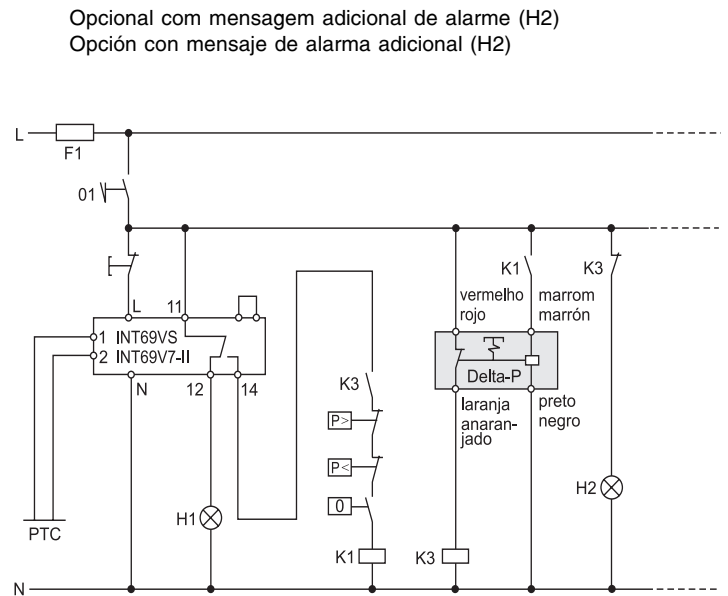 Opcional com mensagem adicional de alarme (H2)
Opción con mensaje de alarma adicional (H2)
L
F1
01
L
11
K1
K3
vermelho
rojo
marrom
marrón
1 INT69VS
2 INT69V7-II
N
12
14
K3
Delta-P
P>
laranja
anaran-
jado
preto
negro
P<
0
H1
H2
PTC
K1
K3
N